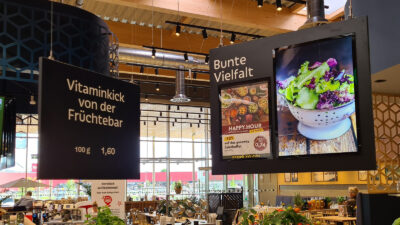 Vitaminkick
von der
Früchtebar
100 g
1,60
Bunte
Vielfalt
HAPPY HOUR